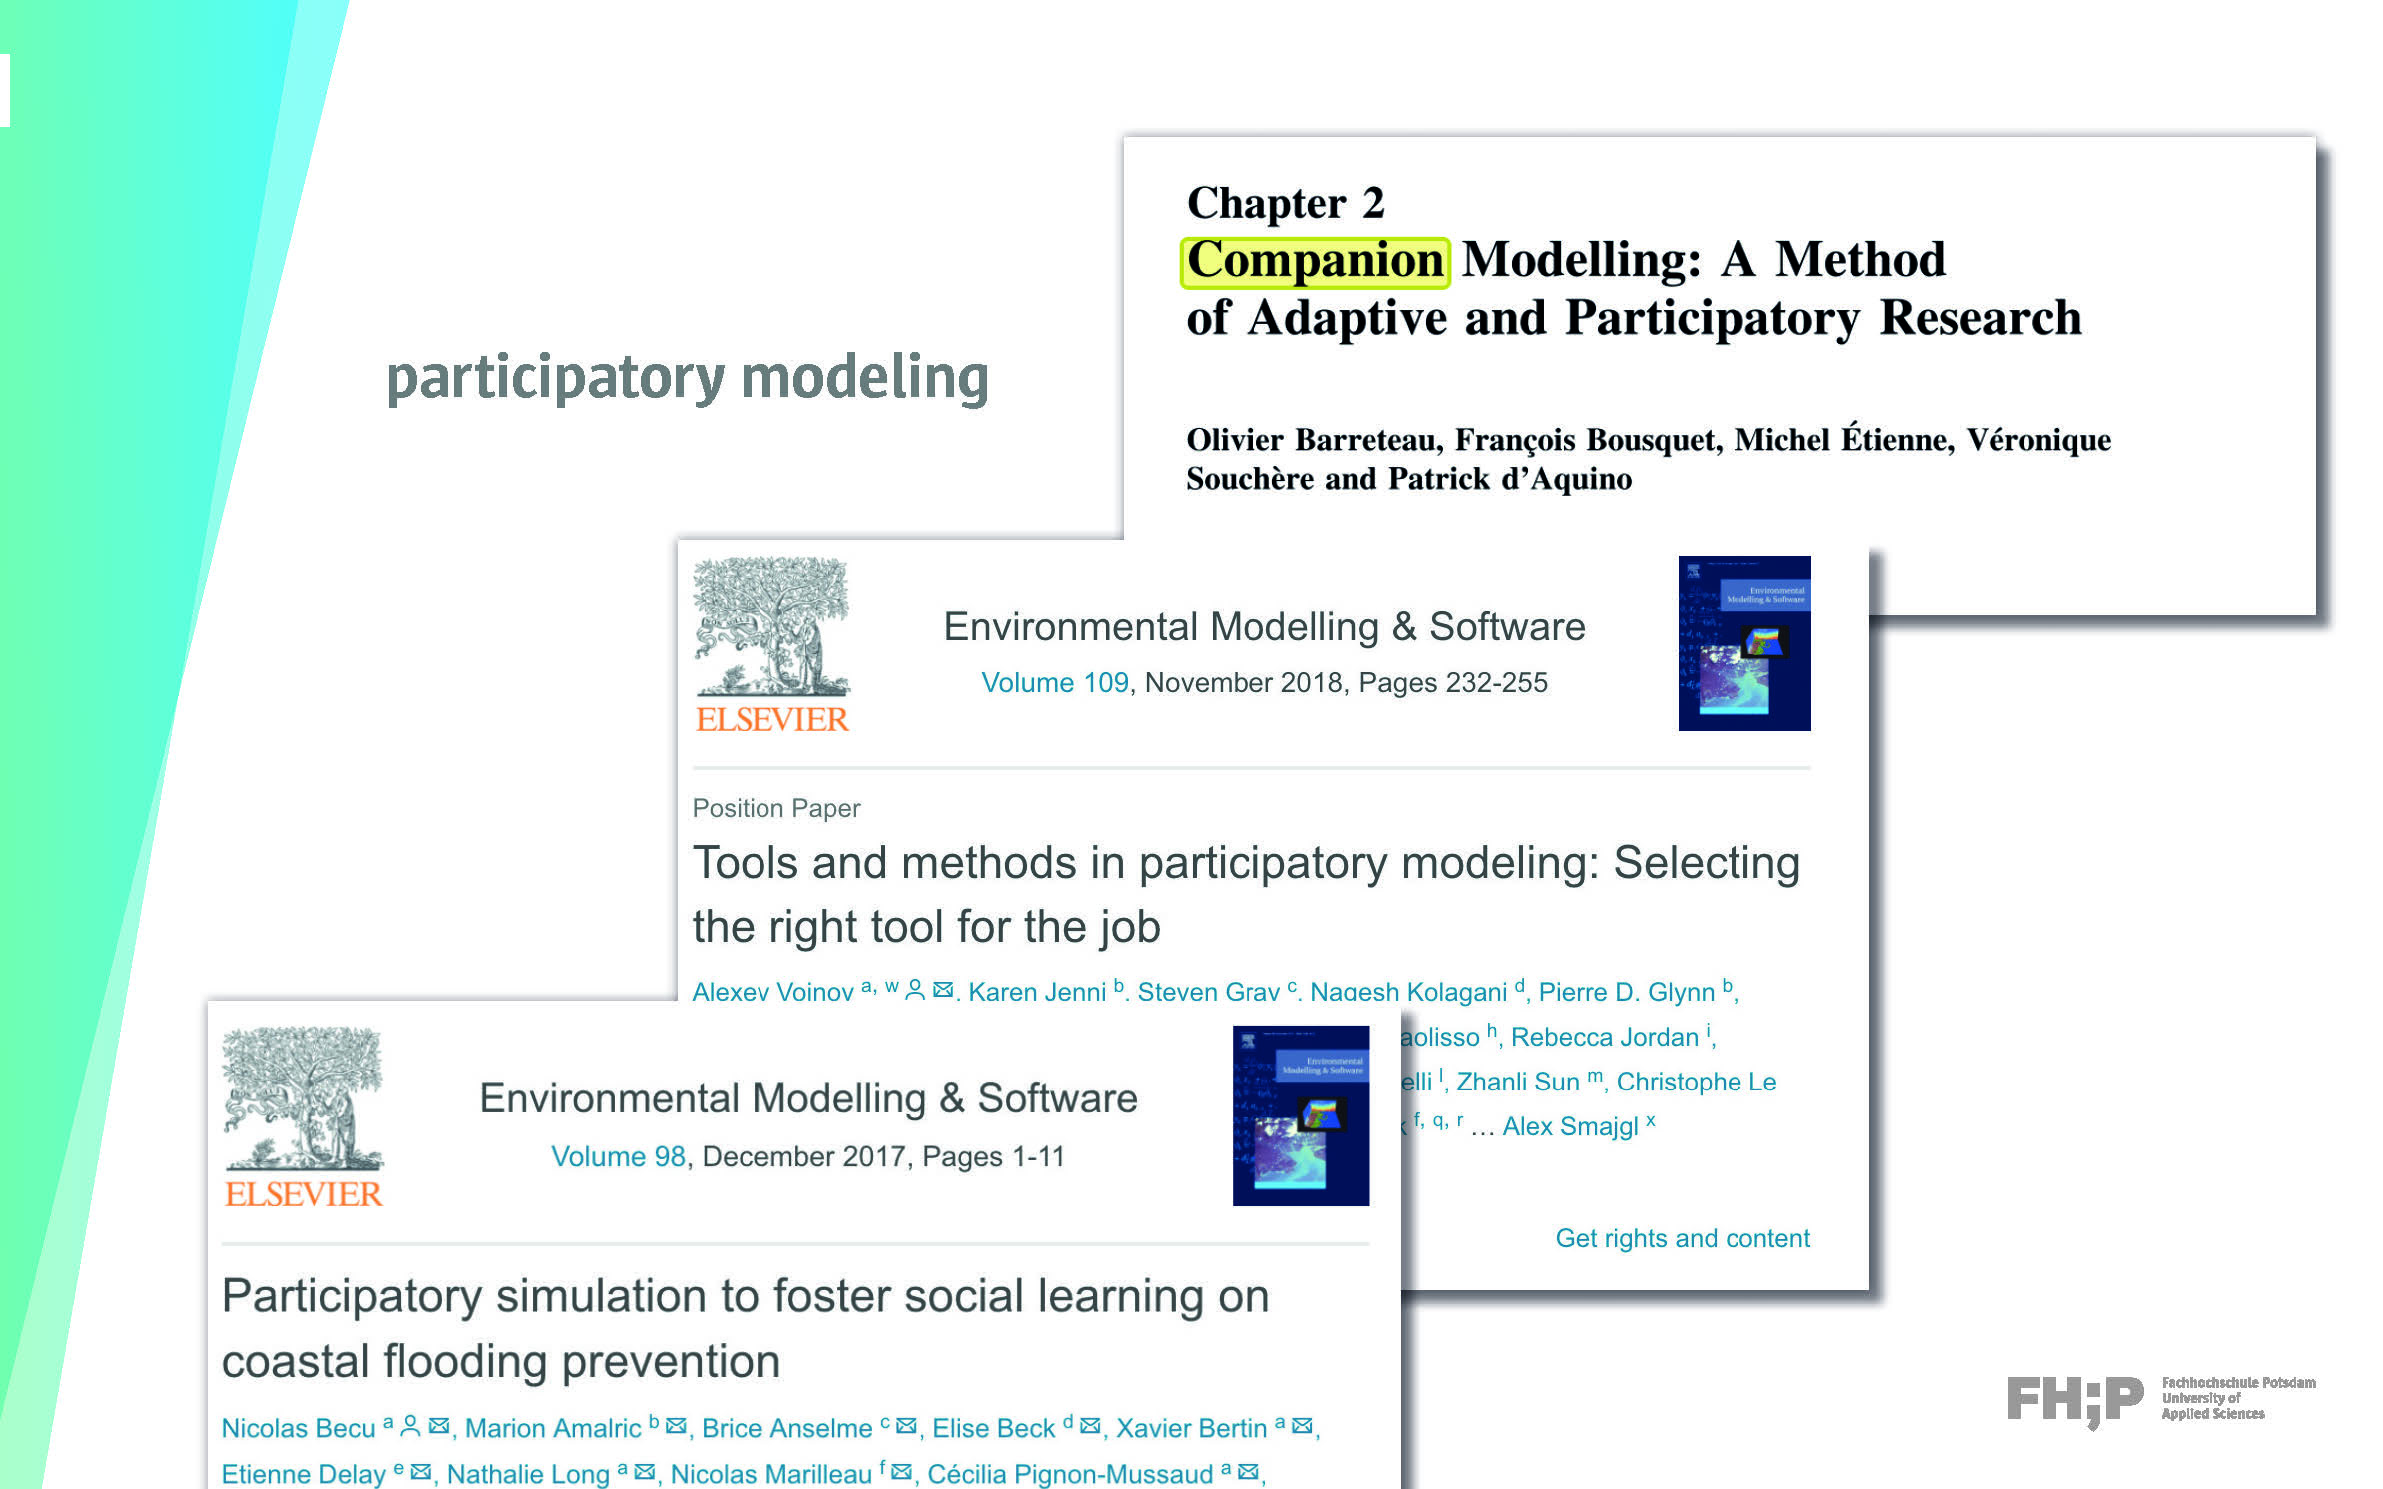 participatory modeling
Chapter 2
Companion Modelling: A Method
of Adaptive and Participatory Research
Olivier Barreteau, François Bousquet, Michel Étienne, Véronique
Souchère and Patrick d'Aquino
ELSEVIER
Environmental Modelling & Software
Volume 109, November 2018, Pages 232-255
Environmental
Modelling & Software
Position Paper
Tools and methods in participatory modeling: Selecting
the right tool for the job
Alexey Voinov a, w, Karen Jenni b, Steven Gray c, Nagesh Kolagani d, Pierre D. Glynn b,
aolisso h, Rebecca Jordan i,
elli l, Zhanli Sun m, Christophe Le
k f, q, r ... Alex Smajgl x
Get rights and content
ELSEVIER
Environmental Modelling & Software
Volume 98, December 2017, Pages 1-11
Environmental
Modelling & Software
Participatory simulation to foster social learning on
coastal flooding prevention
Nicolas Becu a, Marion Amalric b, Brice Anselme c, Elise Beck d, Xavier Bertin a,
Etienne Delay e, Nathalie Long a, Nicolas Marilleau f, Cécilia Pignon-Mussaud a,
FH;P
Fachhochschule Potsdam
University of
Applied Sciences